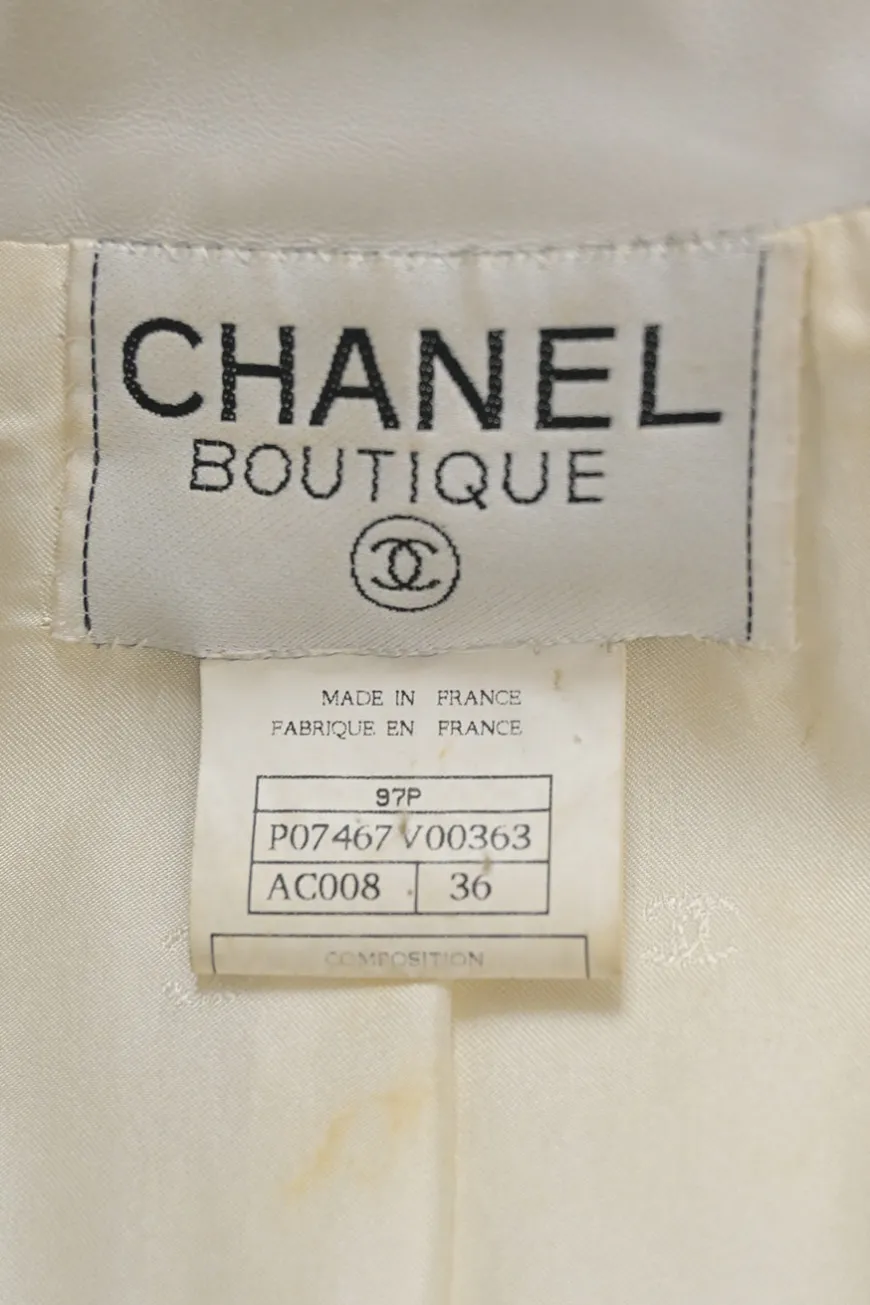 CHANEL
BOUTIQUE
MADE IN FRANCE
FABRIQUE EN FRANCE
97P
P07467 V00363
AC008 36
COMPOSITION